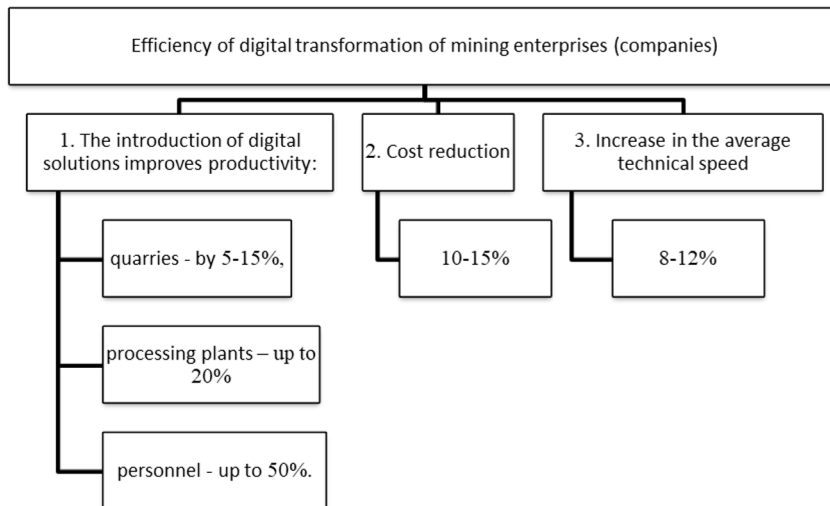 Efficiency of digital transformation of mining enterprises (companies)
1. The introduction of digital
solutions improves productivity:
quarries - by 5-15%,
processing plants – up to
20%
personnel - up to 50%.
2. Cost reduction
10-15%
3. Increase in the average
technical speed
8-12%